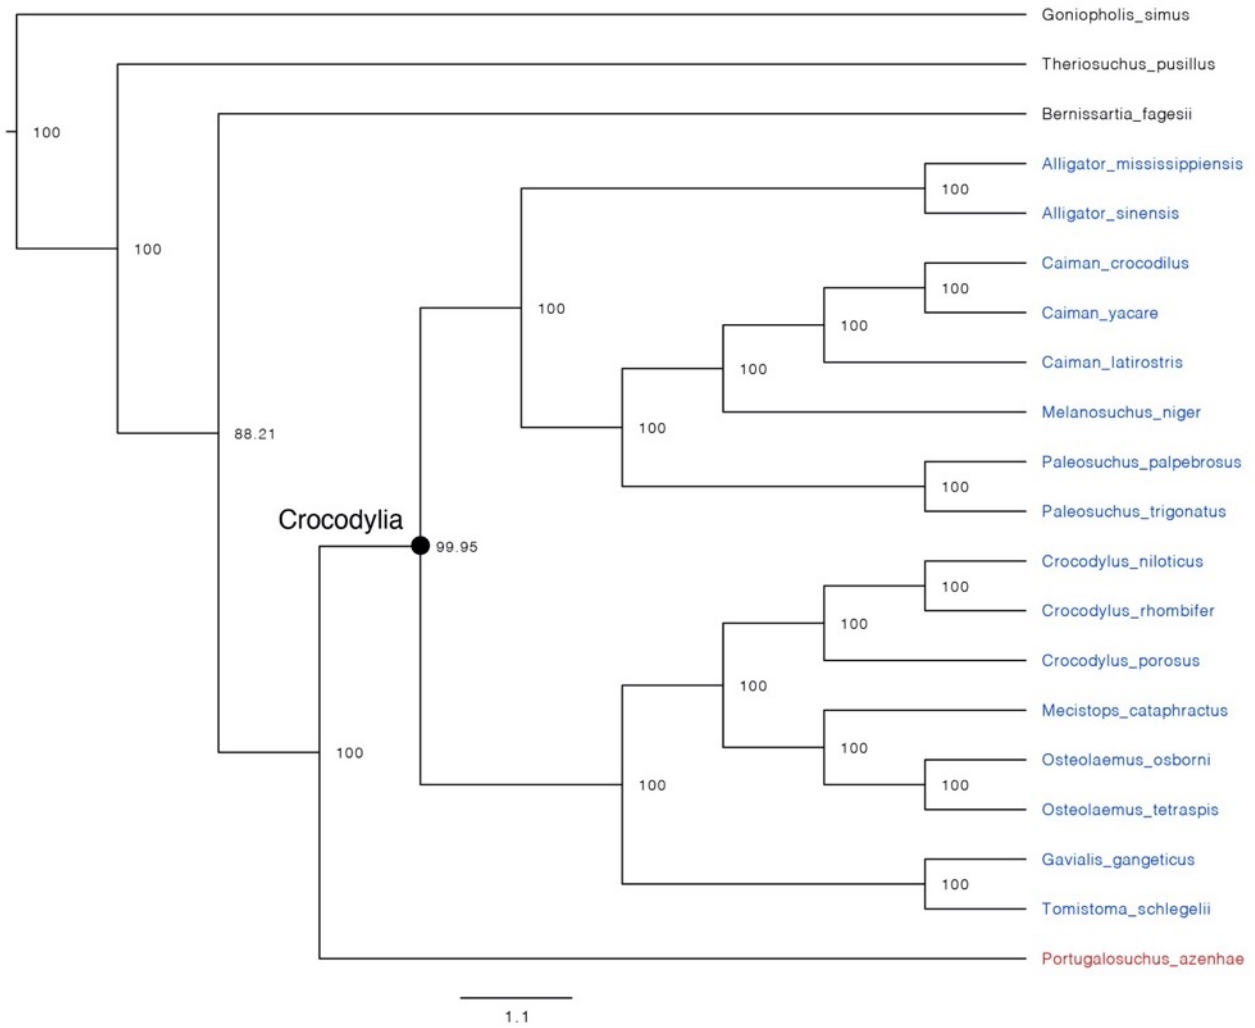 Goniopholis_simus
Theriosuchus_pusillus
Bernissartia_fagesii
100
Alligator_mississippiensis
100
Alligator_sinensis
100
Caiman_crocodilus
100
Caiman_yacare
100
100
Caiman_latirostris
100
Melanosuchus_niger
100
88.21
Paleosuchus_palpebrosus
100
Paleosuchus_trigonatus
Crocodylia
99.95
Crocodylus_niloticus
100
Crocodylus_rhombifer
100
Crocodylus_porosus
100
Mecistops_cataphractus
100
100
Osteolaemus_osborni
100
100
Osteolaemus_tetraspis
Gavialis_gangeticus
100
Tomistoma_schlegelii
Portugalosuchus_azenhae
1.1